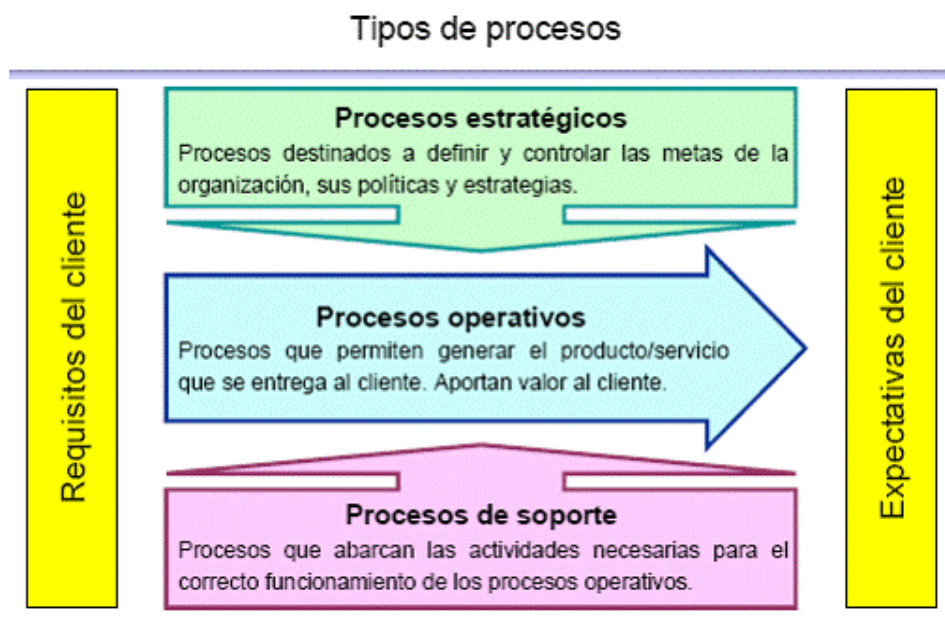 Tipos de procesos
Requisitos del cliente
Procesos estratégicos
Procesos destinados a definir y controlar las metas de la
organización, sus políticas y estrategias.
Procesos operativos
Procesos que permiten generar el producto/servicio
que se entrega al cliente. Aportan valor al cliente.
Procesos de soporte
Procesos que abarcan las actividades necesarias para el
correcto funcionamiento de los procesos operativos.
Expectativas del cliente